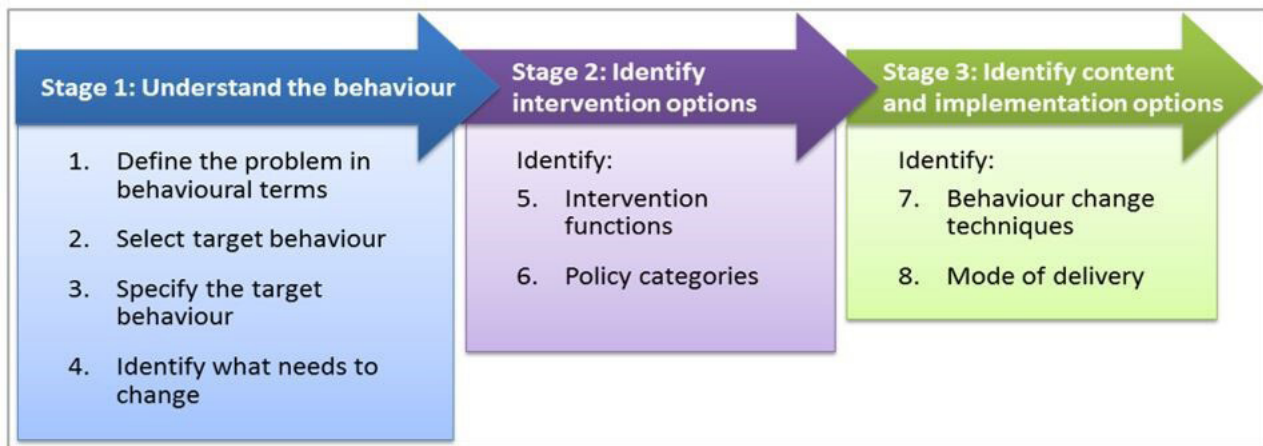 Stage 1: Understand the behaviour
1. Define the problem in
behavioural terms
2. Select target behaviour
3. Specify the target
behaviour
4. Identify what needs to
change
Stage 2: Identify
intervention options
Identify:
5. Intervention
functions
6. Policy categories
Stage 3: Identify content
and implementation options
Identify:
7. Behaviour change
techniques
8. Mode of delivery